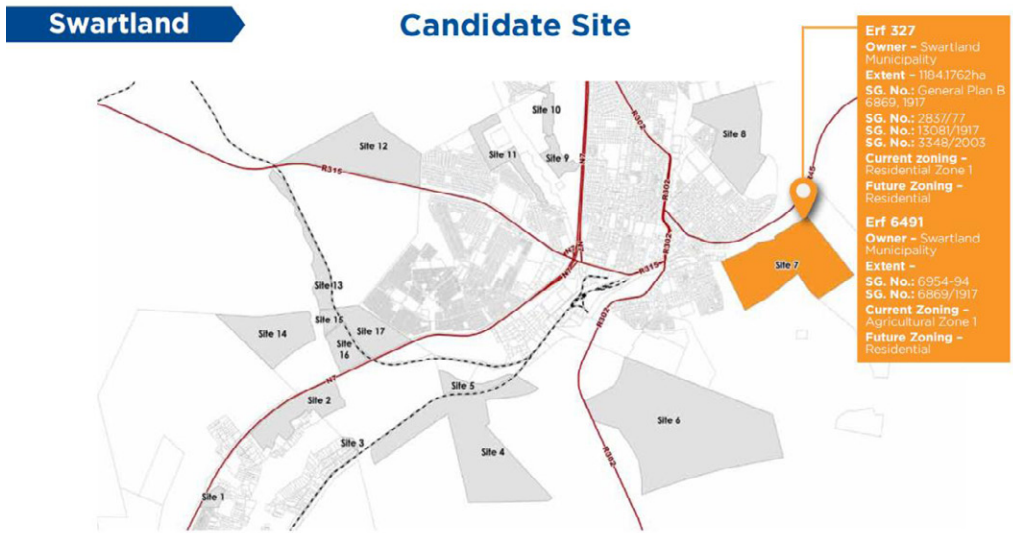 Swartland
Candidate Site
Erf 327
Owner – Swartland
Municipality
Extent – 1184.1762ha
SG. No.: General Plan B
6869, 1917
SG. No.: 2837/77
SG. No.: 13081/1917
SG. No.: 3348/2003
Current zoning –
Residential Zone 1
Future Zoning –
Residential
Erf 6491
Owner – Swartland
Municipality
Extent –
SG. No.: 6954-94
SG. No.: 6869/1917
Current Zoning –
Agricultural Zone 1
Future Zoning –
Residential
Site 10
R302
Site 8
Site 12
Site 11
Site 9
N7
R315
R302
R302
N7
N7
N7
R315
Site 7
Site 13
Site 15
Site 14
Site 17
Site 16
R302
N7
Site 5
Site 2
Site 6
Site 3
Site 4
R302
Site 1